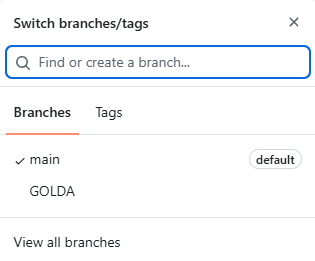 Switch branches/tags
Find or create a branch...
Branches Tags
main default
GOLDA
View all branches